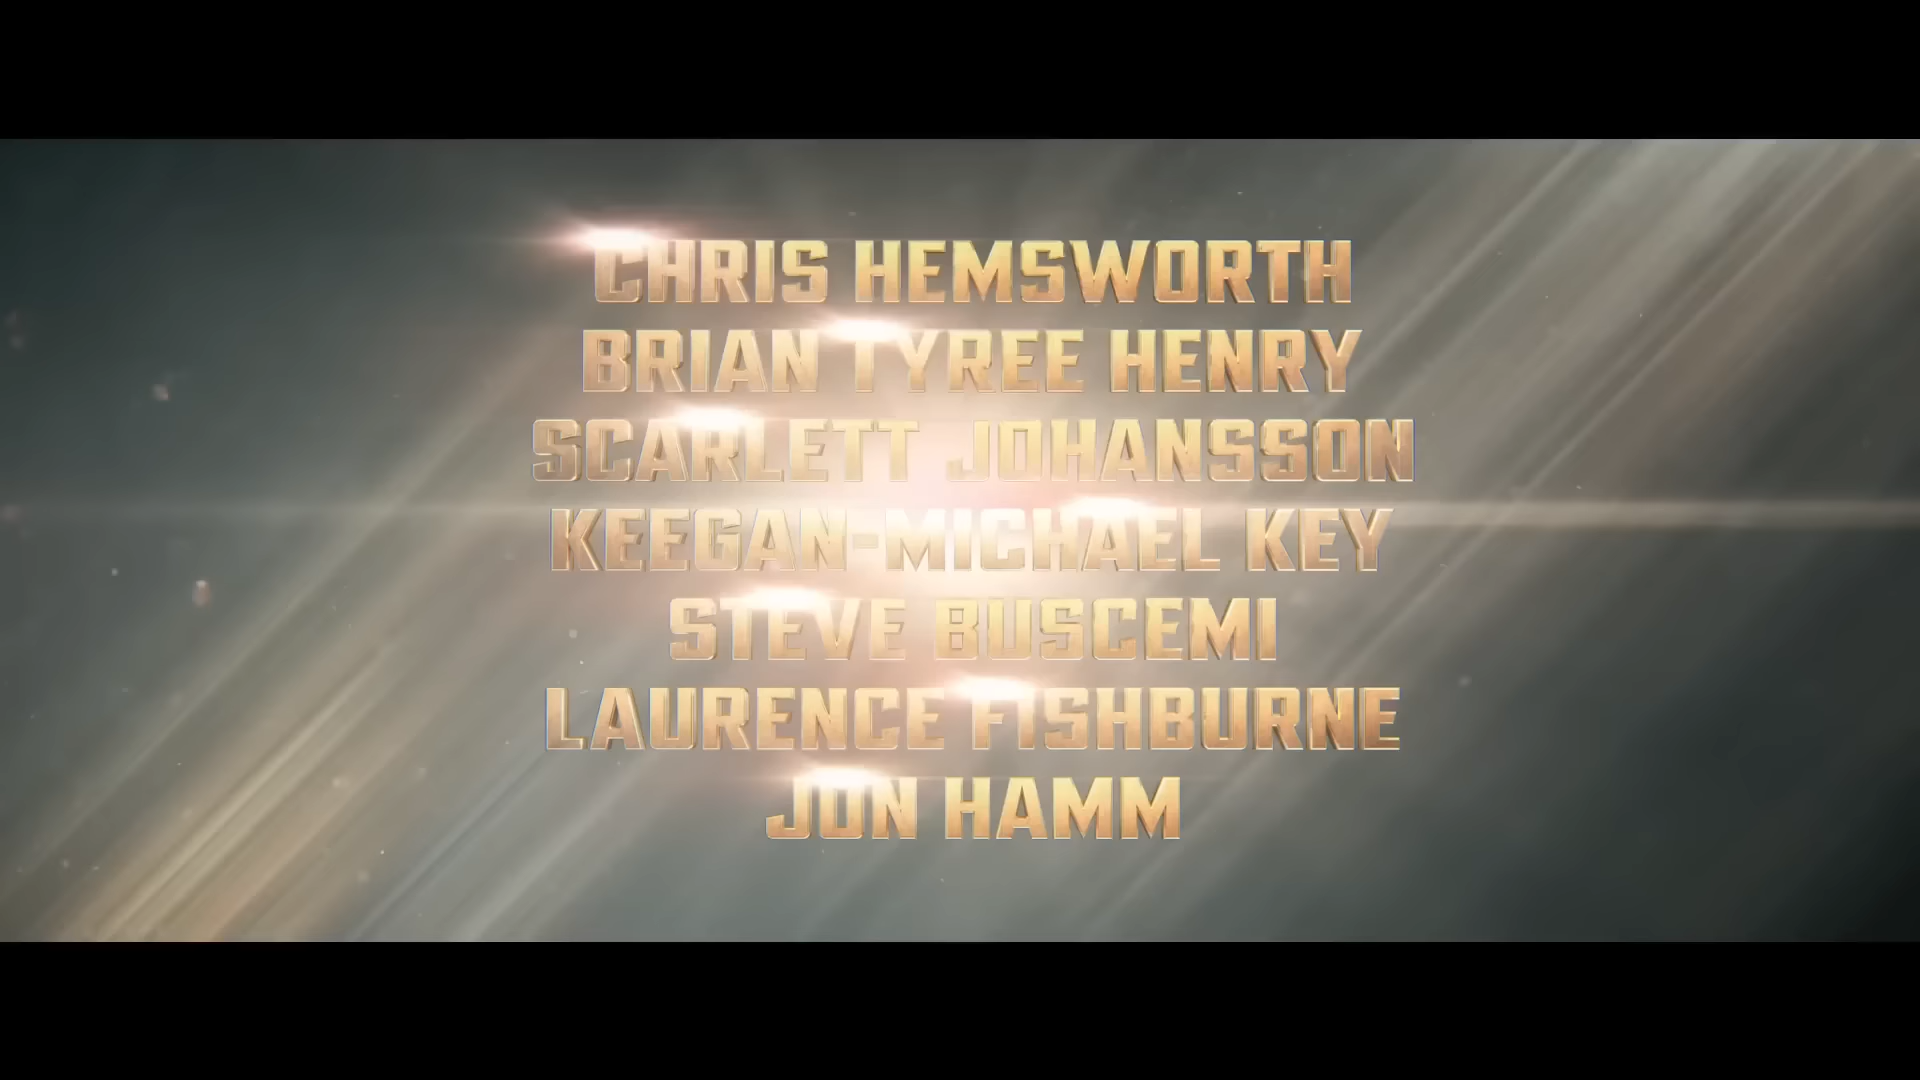 CHRIS HEMSWORTH
BRIAN TYREE HENRY
SCARLETT JOHANSSON
KEEGAN-MICHAEL KEY
STEVE BUSCEMI
LAURENCE FISHBURNE
JON HAMM